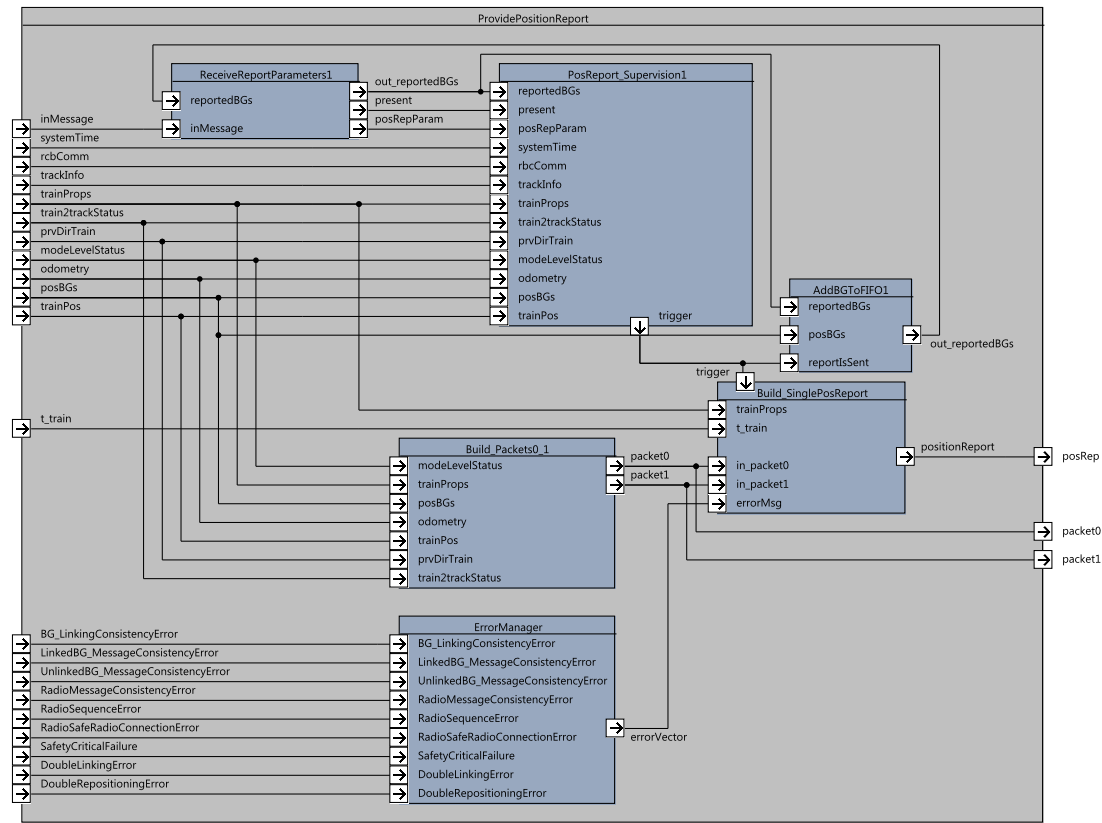 ProvidePositionReport
ReceiveReportParameters1
reportedBGs
inMessage
out_reportedBGs
present
posRepParam
PosReport_Supervision1
reportedBGs
present
posRepParam
systemTime
rbcComm
trackInfo
trainProps
train2trackStatus
prvDirTrain
modeLevelStatus
odometry
posBGs
trainPos
trigger
inMessage
systemTime
rcbComm
trackInfo
trainProps
train2trackStatus
prvDirTrain
modeLevelStatus
odometry
posBGs
trainPos
AddBGToFIFO1
reportedBGs
posBGs
reportIsSent
out_reportedBGs
trigger
Build_SinglePosReport
trainProps
t_train
in_packet0
in_packet1
errorMsg
positionReport
posRep
packet0
packet1
t_train
Build_Packets0_1
modeLevelStatus
trainProps
posBGs
odometry
trainPos
prvDirTrain
train2trackStatus
packet0
packet1
BG_LinkingConsistencyError
LinkedBG_MessageConsistencyError
UnlinkedBG_MessageConsistencyError
RadioMessageConsistencyError
RadioSequenceError
RadioSafeRadioConnectionError
SafetyCriticalFailure
DoubleLinkingError
DoubleRepositioningError
ErrorManager
BG_LinkingConsistencyError
LinkedBG_MessageConsistencyError
UnlinkedBG_MessageConsistencyError
RadioMessageConsistencyError
RadioSequenceError
RadioSafeRadioConnectionError
SafetyCriticalFailure
DoubleLinkingError
DoubleRepositioningError
errorVector